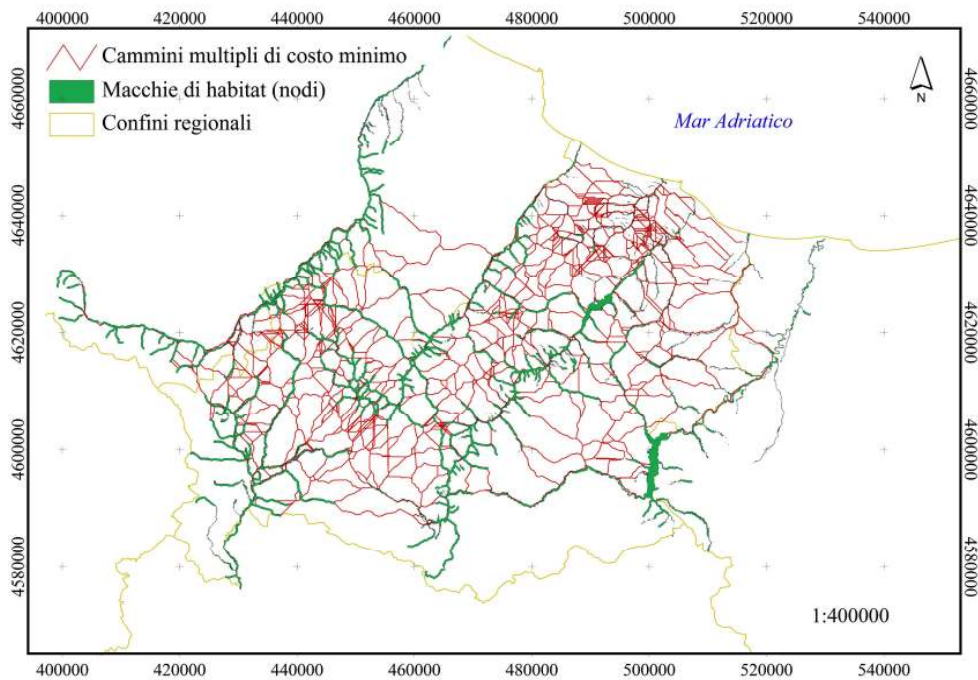 400000 420000 440000 460000 480000 500000 520000 540000
Cammini multipli di costo minimo
Macchie di habitat (nodi)
Confini regionali
N
Mar Adriatico
4660000 4660000
4640000 4640000
4620000 4620000
4600000 4600000
4580000 4580000
1:400000
400000 420000 440000 460000 480000 500000 520000 540000